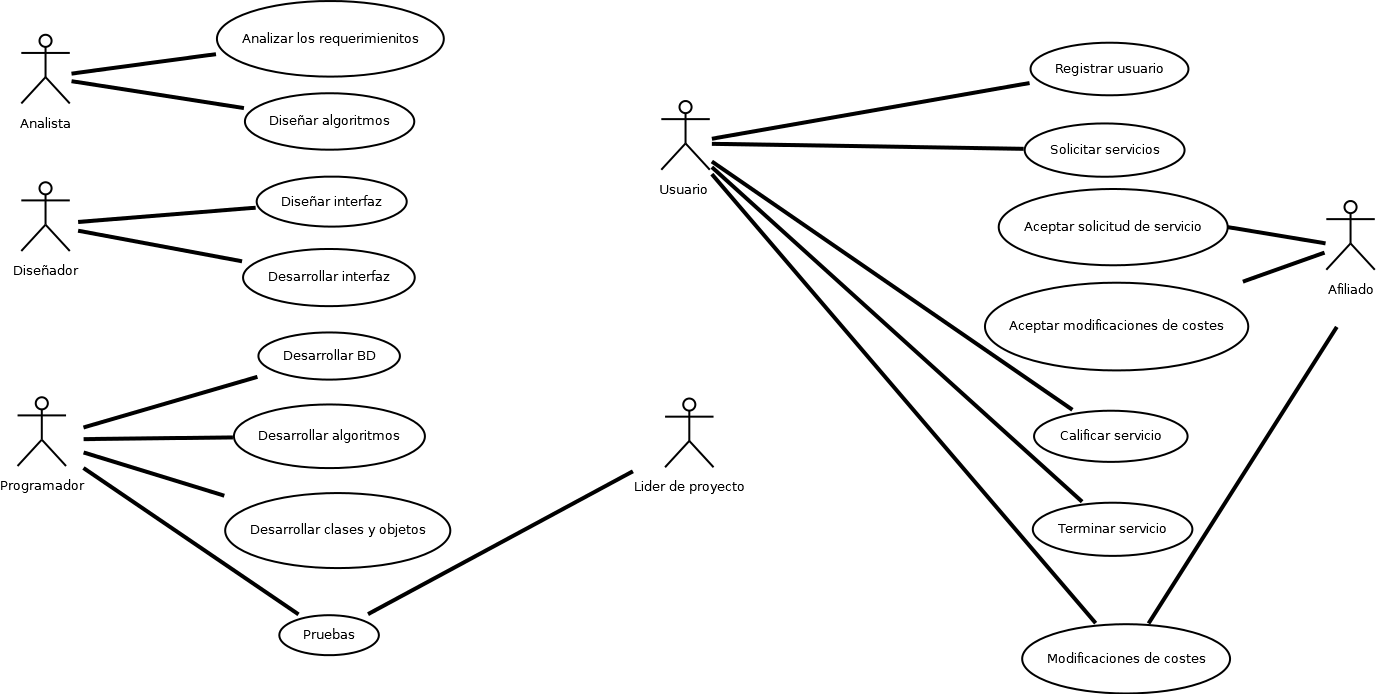 Analizar los requerimienitos
Analista
Diseñar algoritmos
Diseñar interfaz
Diseñador
Desarrollar interfaz
Desarrollar BD
Desarrollar algoritmos
Programador
Desarrollar clases y objetos
Pruebas
Lider de proyecto
Registrar usuario
Solicitar servicios
Usuario
Aceptar solicitud de servicio
Afiliado
Aceptar modificaciones de costes
Calificar servicio
Terminar servicio
Modificaciones de costes